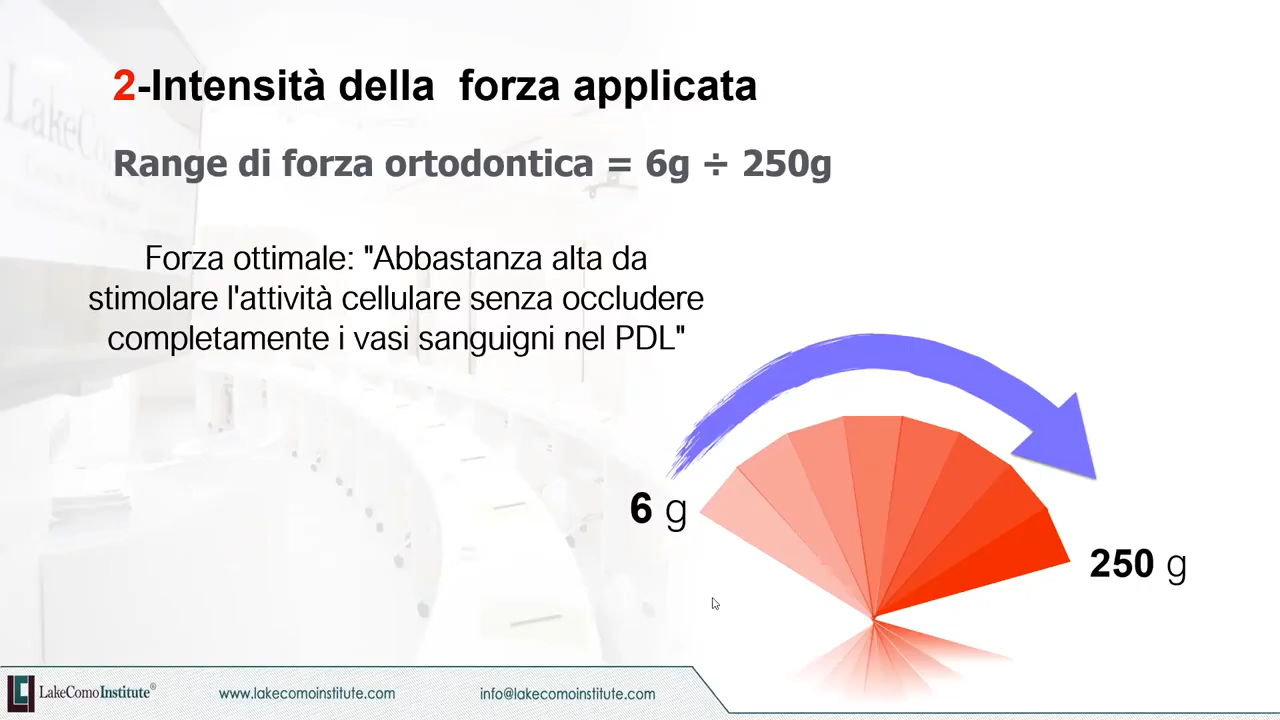 2-Intensità della forza applicata
Range di forza ortodontica = 6g ÷ 250g
Forza ottimale: "Abbastanza alta da
stimolare l'attività cellulare senza occludere
completamente i vasi sanguigni nel PDL"
6 g
250 g
LakeComoInstitute®
www.lakecomoinstitute.com
info@lakecomoinstitute.com